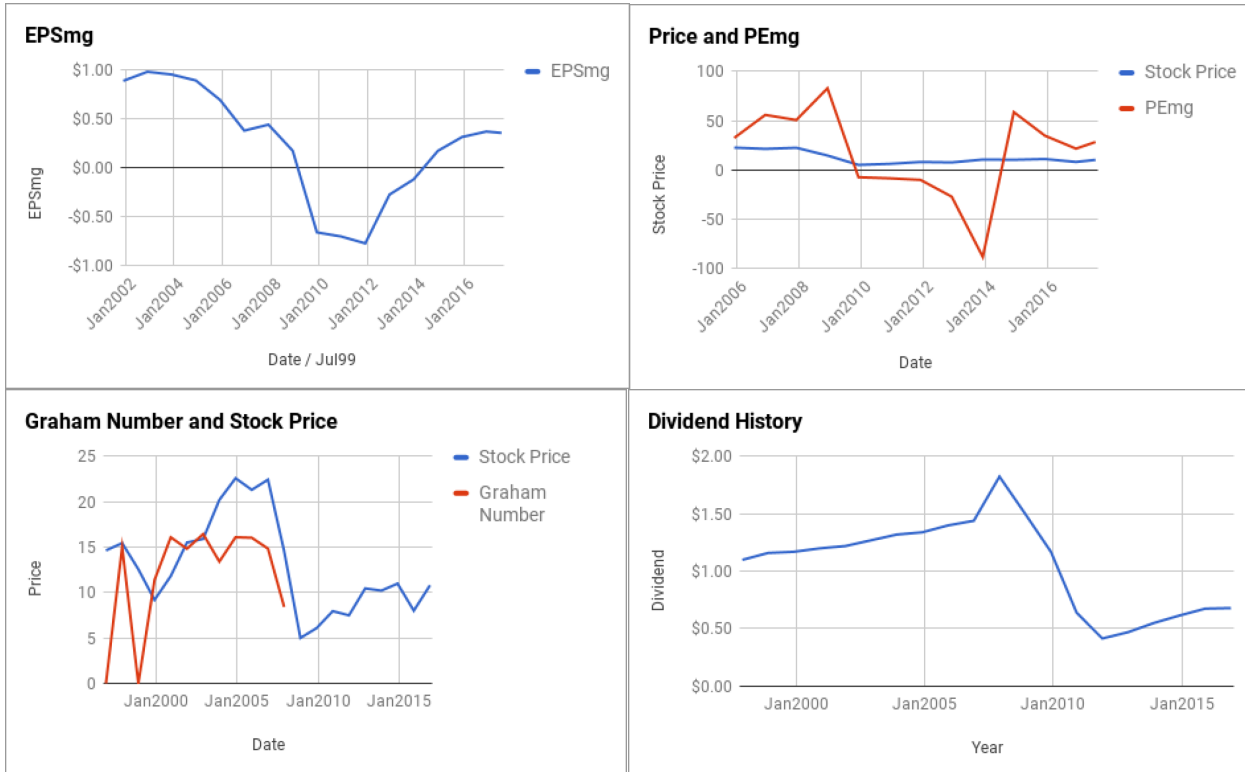 EPSmg
EPSmg
$1.00
$0.50
$0.00
-$0.50
-$1.00
EPSmg
Jan2002
Jan2004
Jan2006
Jan2008
Jan2010
Jan2012
Jan2014
Jan2016
Date / Jul99
Price and PEmg
Stock Price
PEmg
100
50
0
-50
-100
Stock Price
Jan2006
Jan2008
Jan2010
Jan2012
Jan2014
Jan2016
Date
Graham Number and Stock Price
Stock Price
Graham
Number
25
20
15
10
5
0
Price
Jan2000
Jan2005
Jan2010
Jan2015
Date
Dividend History
$2.00
$1.50
$1.00
$0.50
$0.00
Dividend
Jan2000
Jan2005
Jan2010
Jan2015
Year